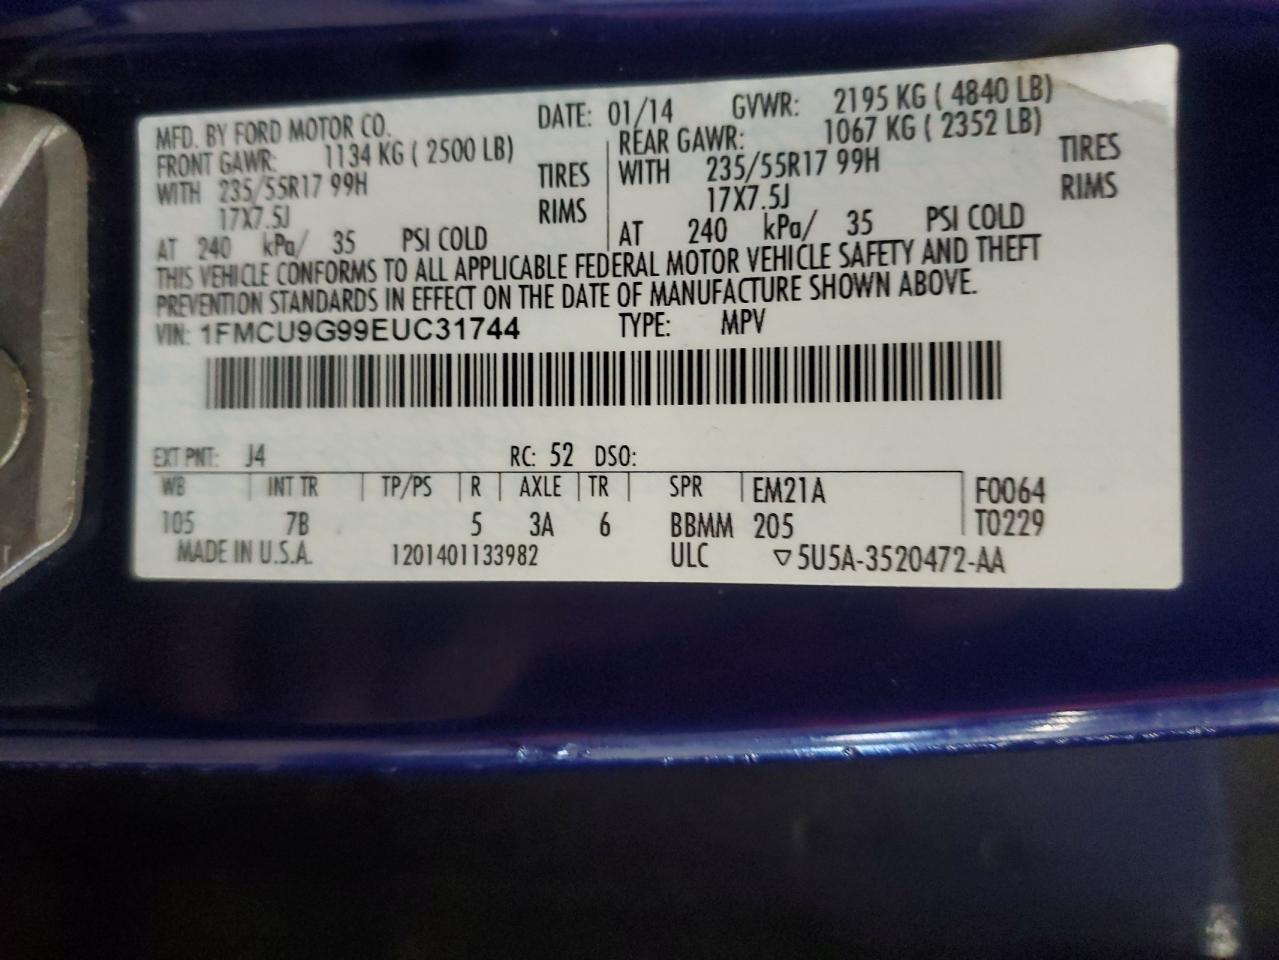 MFD. BY FORD MOTOR CO. DATE: 01/14 GVWR: 2195 KG ( 4840 LB)
FRONT GAWR: 1134 KG ( 2500 LB) REAR GAWR: 1067 KG ( 2352 LB)
WITH 235/55R17 99H TIRES WITH 235/55R17 99H TIRES
17X7.5J RIMS 17X7.5J RIMS
AT 240 kPa/ 35 PSI COLD AT 240 kPa/ 35 PSI COLD
THIS VEHICLE CONFORMS TO ALL APPLICABLE FEDERAL MOTOR VEHICLE SAFETY AND THEFT
PREVENTION STANDARDS IN EFFECT ON THE DATE OF MANUFACTURE SHOWN ABOVE.
VIN: 1FMCU9G99EUC31744 TYPE: MPV
EXT PNT: J4 RC: 52 DSO:
WB INT TR TP/PS R AXLE TR SPR EM21A F0064
105 7B 5 3A 6 BBMM 205 T0229
MADE IN U.S.A. 1201401133982 ULC ▽5U5A-3520472-AA